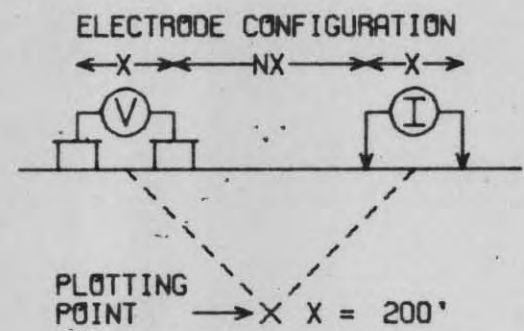 ELECTRODE CONFIGURATION
X NX X
V I
PLOTTING
POINT X X = 200'